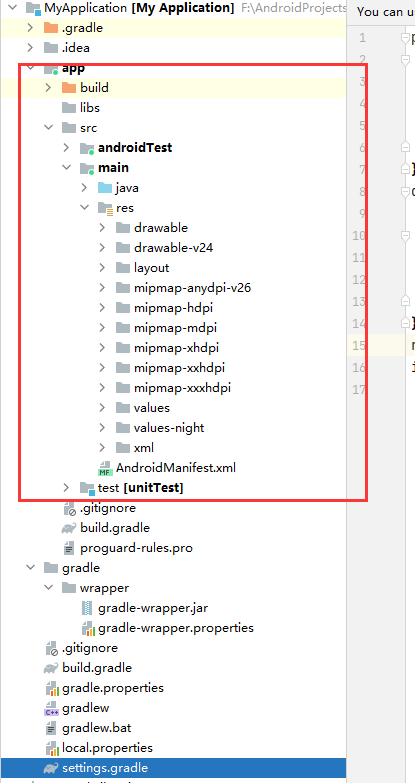 MyApplication [My Application] F:\AndroidProjects
You can u
.gradle
.idea
app
build
libs
src
androidTest
main
java
res
drawable
drawable-v24
layout
mipmap-anydpi-v26
mipmap-hdpi
mipmap-mdpi
mipmap-xhdpi
mipmap-xxhdpi
mipmap-xxxhdpi
values
values-night
xml
AndroidManifest.xml
test [unitTest]
.gitignore
build.gradle
proguard-rules.pro
gradle
wrapper
gradle-wrapper.jar
gradle-wrapper.properties
.gitignore
build.gradle
gradle.properties
gradlew
gradlew.bat
local.properties
settings.gradle
1 p
2
3
4
5
6
7 }
8 d
9
10
11
12
13
14 }
15 r
16 i
17